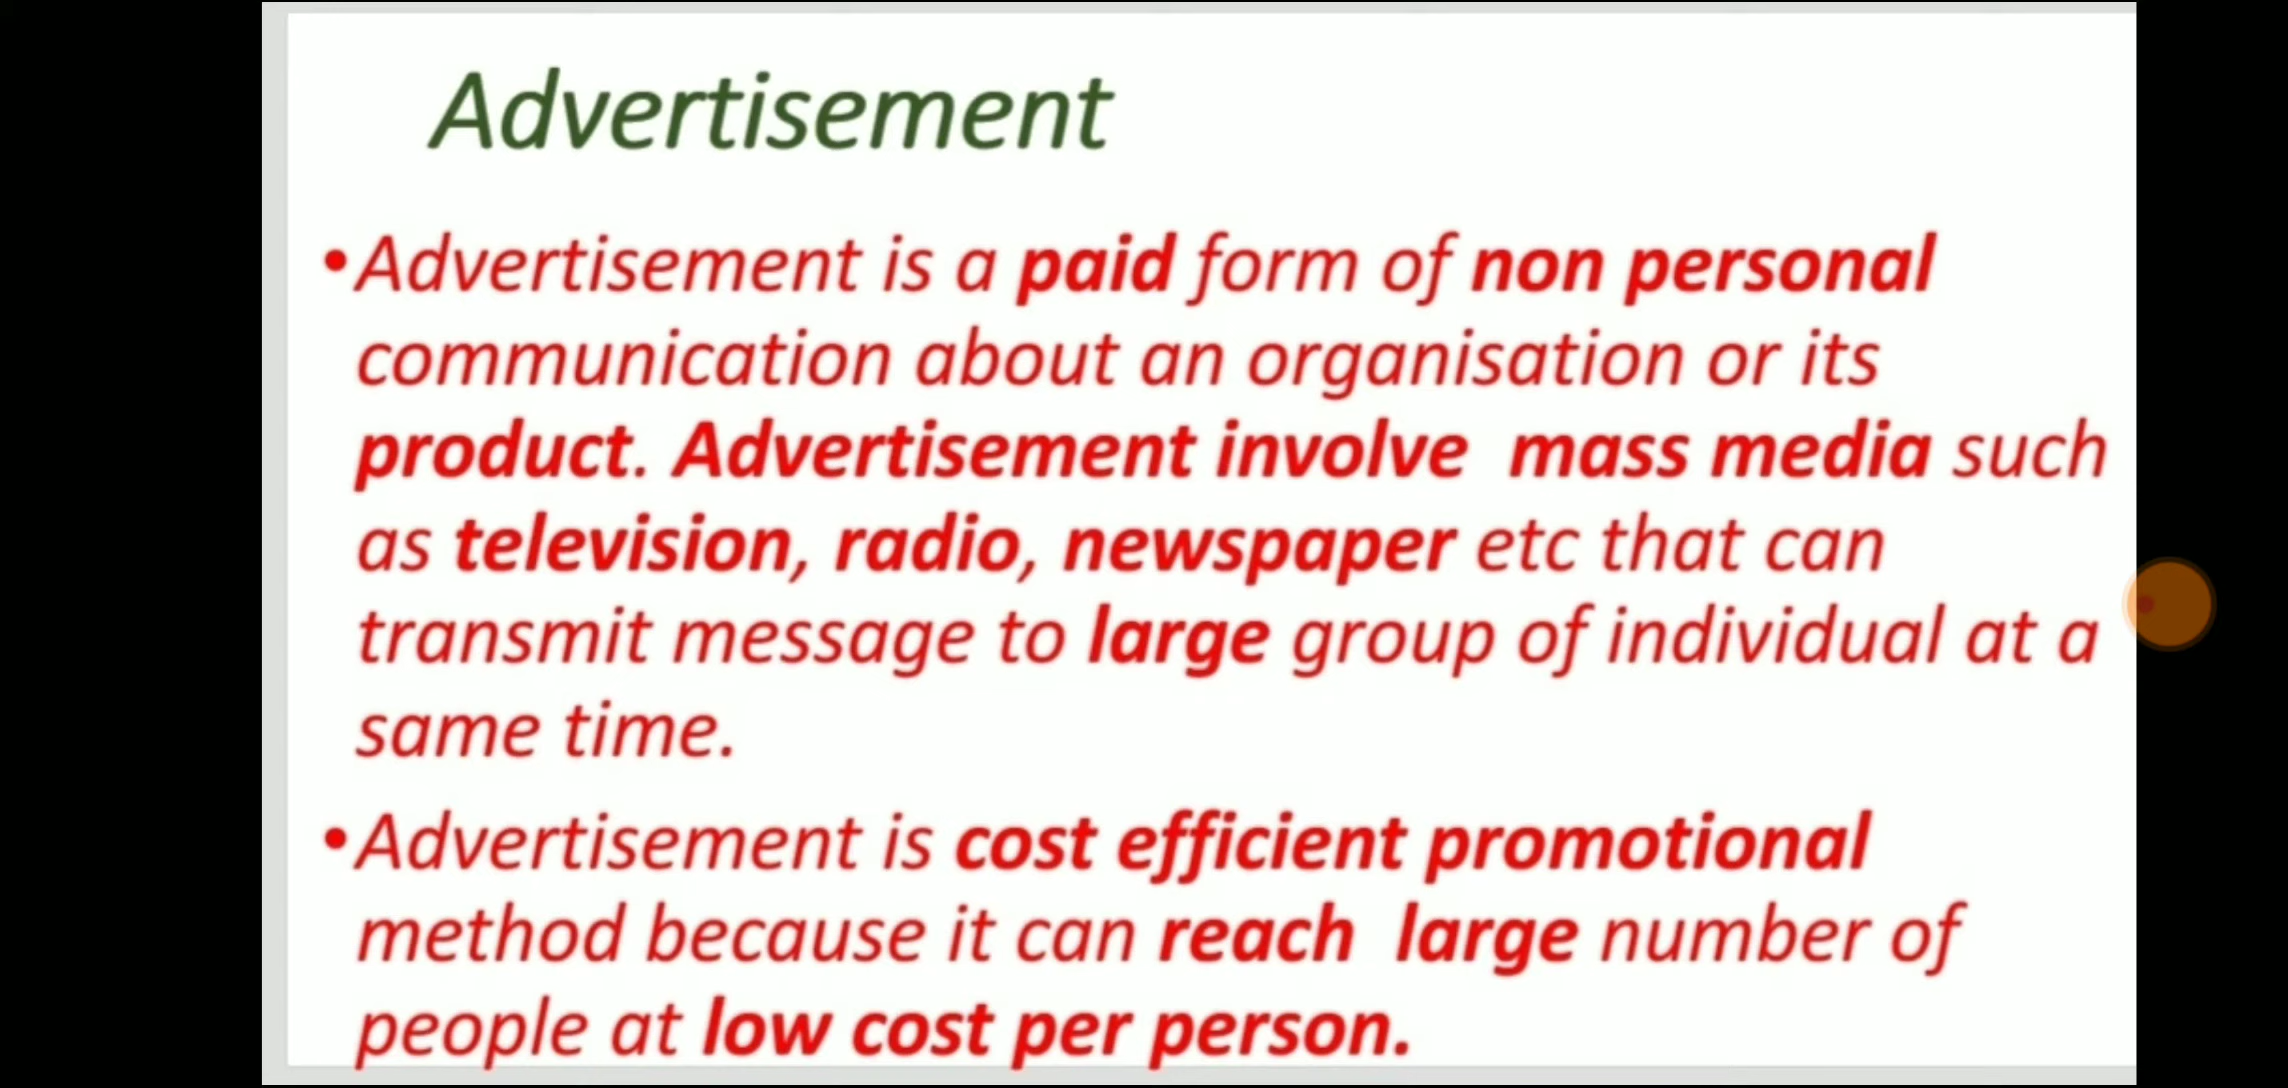 Advertisement
•Advertisement is a paid form of non personal
communication about an organisation or its
product. Advertisement involve  mass media such
as television, radio, newspaper etc that can
transmit message to large group of individual at a
same time.
•Advertisement is cost efficient promotional
method because it can reach  large number of
people at low cost per person.